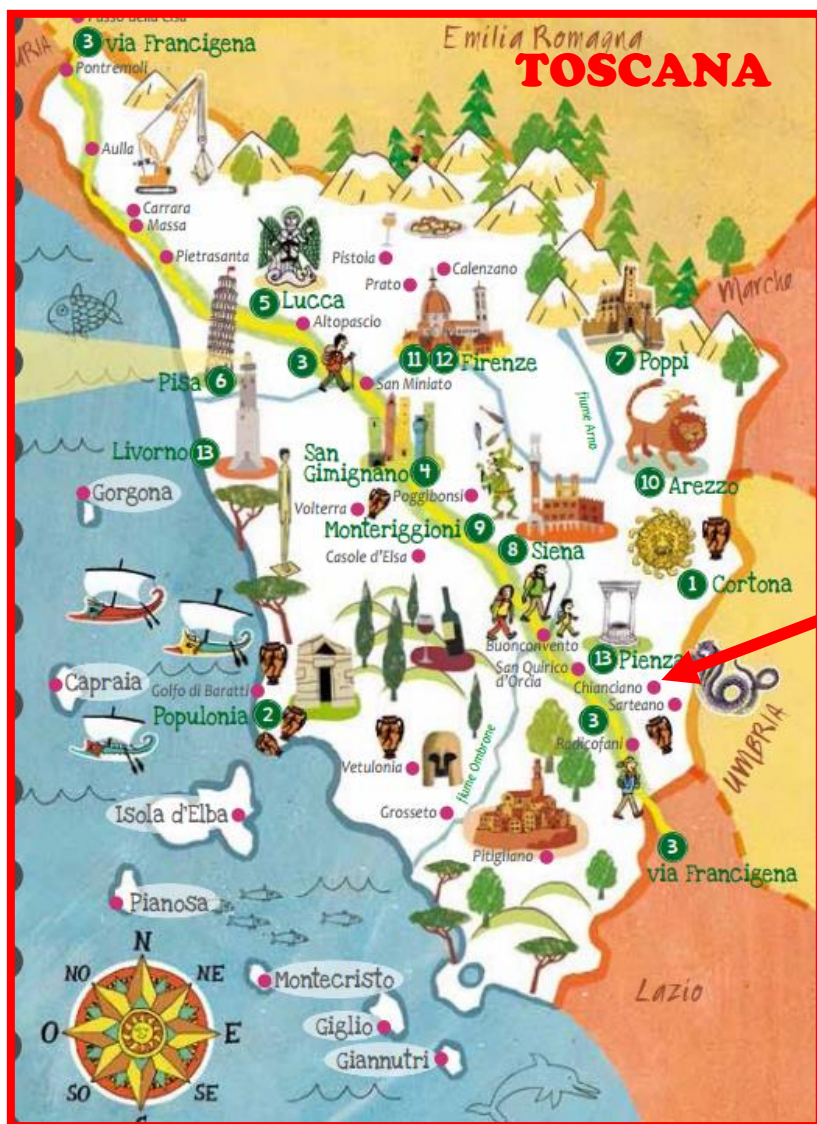 Passo della Cisa
3 via Francigena
Emilia Romagna
TOSCANA
URIA
Pontremoli
Aulla
Carrara
Massa
Pietrasanta
Pistoia
Calenzano
Prato
Marche
5 Lucca
Altopascio
3
11 12 Firenze
7 Poppi
Pisa 6
San Miniato
fiume Arno
Livorno 13
San
Gimignano 4
10 Arezzo
Gorgona
Volterra
Poggibonsi
Monteriggioni 9
8 Siena
Casole d'Elsa
1 Cortona
Buonconvento
13 Pienza
San Quirico
d'Orcia
Chianciano
Sarteano
Capraia
Golfo di Baratti
Populonia 2
3
Radicofani
UMBRIA
Vetulonia
fiume Ombrone
Isola d'Elba
Grosseto
Pitigliano
3
via Francigena
Pianosa
N
NO
NE
Montecristo
Lazio
O
E
Giglio
Giannutri
SO
SE